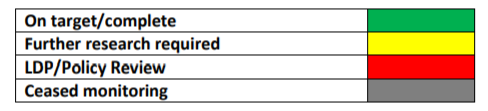 On target/complete
Further research required
LDP/Policy Review
Ceased monitoring